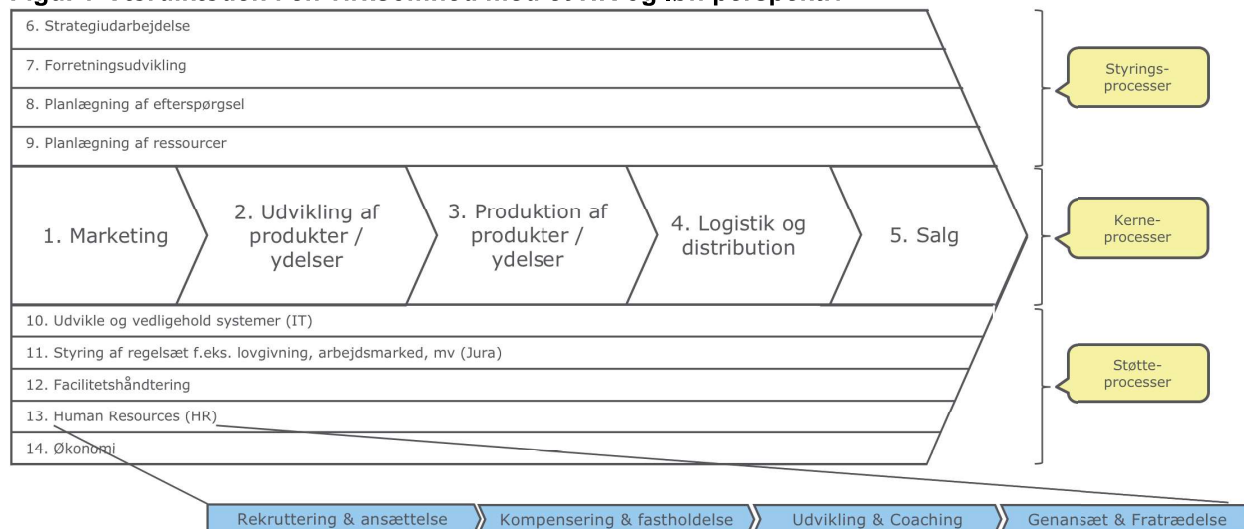 6. Strategiudarbejdelse
7. Forretningsudvikling
8. Planlægning af efterspørgsel
9. Planlægning af ressourcer
Styrings-
processer
1. Marketing
2. Udvikling af
produkter /
ydelser
3. Produktion af
produkter /
ydelser
4. Logistik og
distribution
5. Salg
Kerne-
processer
10. Udvikle og vedligehold systemer (IT)
11. Styring af regelsæt f.eks. lovgivning, arbejdsmarked, mv (Jura)
12. Facilitetshåndtering
13. Human Resources (HR)
14. Økonomi
Støtte-
processer
Rekruttering & ansættelse
Kompensering & fastholdelse
Udvikling & Coaching
Genansæt & Fratrædelse